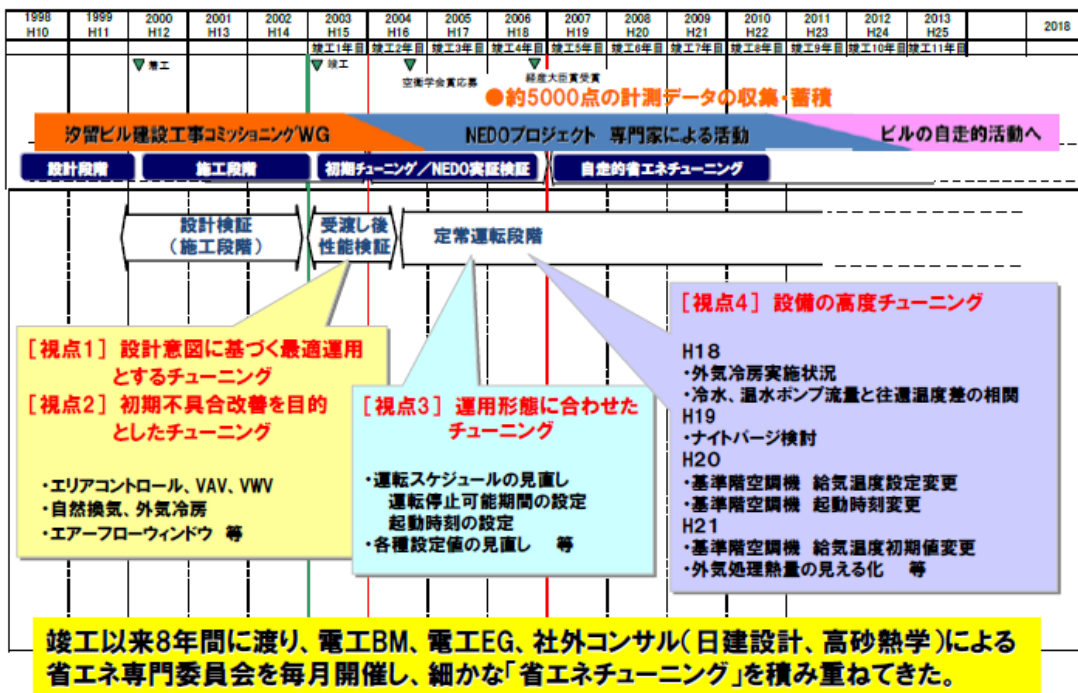 1998 1999 2000 2001 2002 2003 2004 2005 2006 2007 2008 2009 2010 2011 2012 2013 2018
H10 H11 H12 H13 H14 H15 H16 H17 H18 H19 H20 H21 H22 H23 H24 H25
竣工1年目 竣工2年目 竣工3年目 竣工4年目 竣工5年目 竣工6年目 竣工7年目 竣工8年目 竣工9年目 竣工10年目 竣工11年目
▼着工 ▼竣工
空衛学会賞応募 経産大臣賞受賞
●約5000点の計測データの収集・蓄積
汐留ビル建設工事コミッショニングWG NEDOプロジェクト 専門家による活動 ビルの自走的活動へ
設計段階 施工段階 初期チューニング/NEDO実証検証 自走的省エネチューニング
設計検証
(施工段階)
受渡し後
性能検証
定常運転段階
[視点1] 設計意図に基づく最適運用
とするチューニング
[視点2] 初期不具合改善を目的
としたチューニング
・エリアコントロール、VAV、VWV
・自然換気、外気冷房
・エアーフローウィンドウ 等
[視点3] 運用形態に合わせた
チューニング
・運転スケジュールの見直し
運転停止可能期間の設定
起動時刻の設定
・各種設定値の見直し 等
[視点4] 設備の高度チューニング
H18
・外気冷房実施状況
・冷水、温水ポンプ流量と往還温度差の相関
H19
・ナイトパージ検討
H20
・基準階空調機 給気温度設定変更
・基準階空調機 起動時刻変更
H21
・基準階空調機 給気温度初期値変更
・外気処理熱量の見える化 等
竣工以来8年間に渡り、電工BM、電工EG、社外コンサル(日建設計、高砂熱学)による
省エネ専門委員会を毎月開催し、細かな「省エネチューニング」を積み重ねてきた。